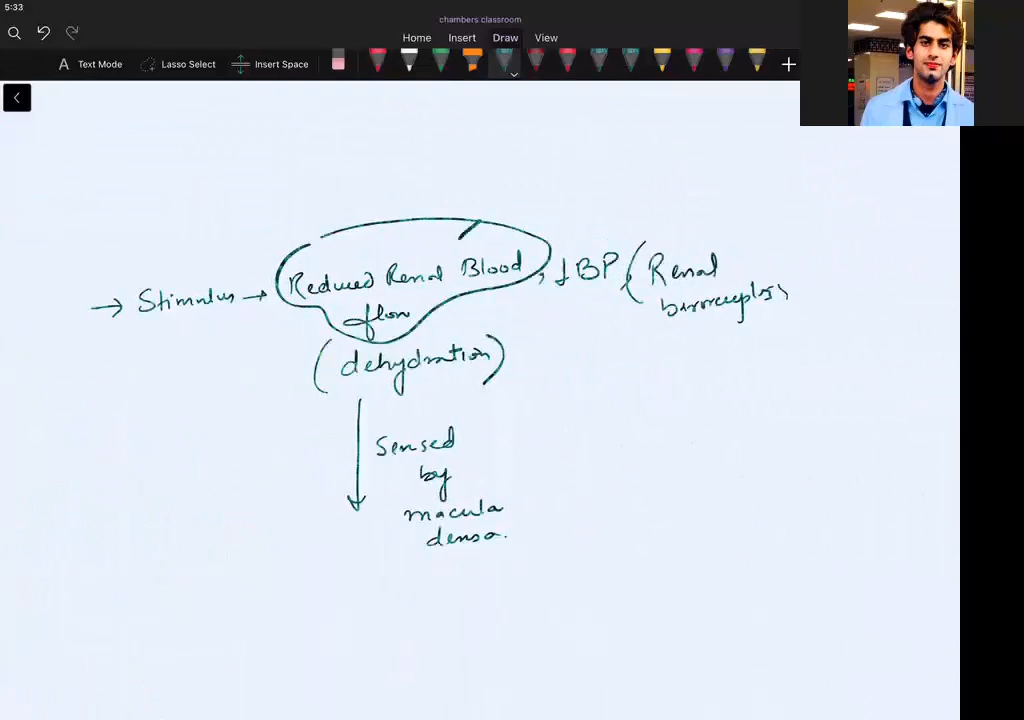 5:33
chambers classroom
Home Insert Draw View
Text Mode Lasso Select Insert Space
→ Stimulus → Reduced Renal Blood flow, ↓BP (Renal
(dehydration)
Sensed
by
macula
densa.